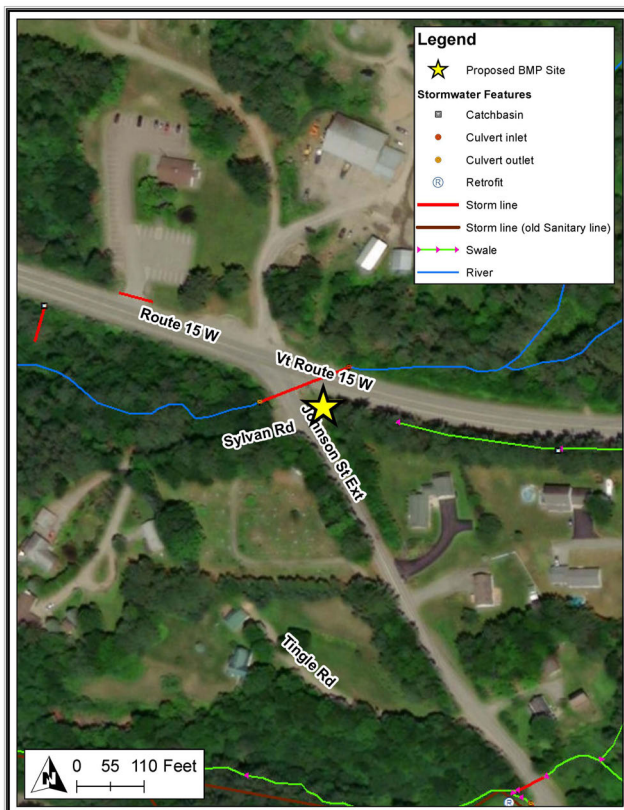 Legend
Proposed BMP Site
Stormwater Features
Catchbasin
Culvert inlet
Culvert outlet
R
Retrofit
Storm line
Storm line (old Sanitary line)
Swale
River
Route 15 W
Vt Route 15 W
Sylvan Rd
Johnson St Ext
Tingle Rd
N
0 55 110 Feet
R